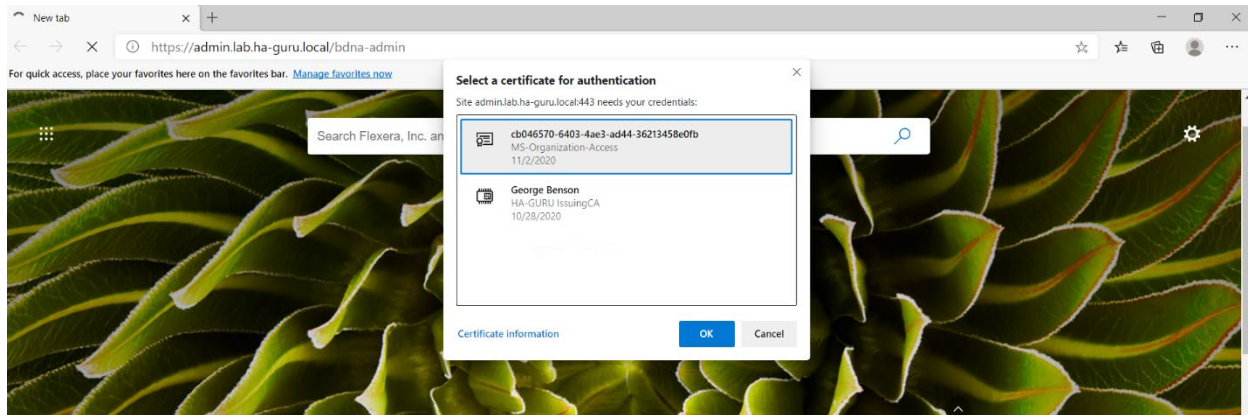 New tab
https://admin.lab.ha-guru.local/bdna-admin
For quick access, place your favorites here on the favorites bar. Manage favorites now
Search Flexera, Inc. an
Select a certificate for authentication
Site admin.lab.ha-guru.local:443 needs your credentials:
cb046570-6403-4ae3-ad44-36213458e0fb
MS-Organization-Access
11/2/2020
George Benson
HA-GURU IssuingCA
10/28/2020
Certificate information
OK
Cancel